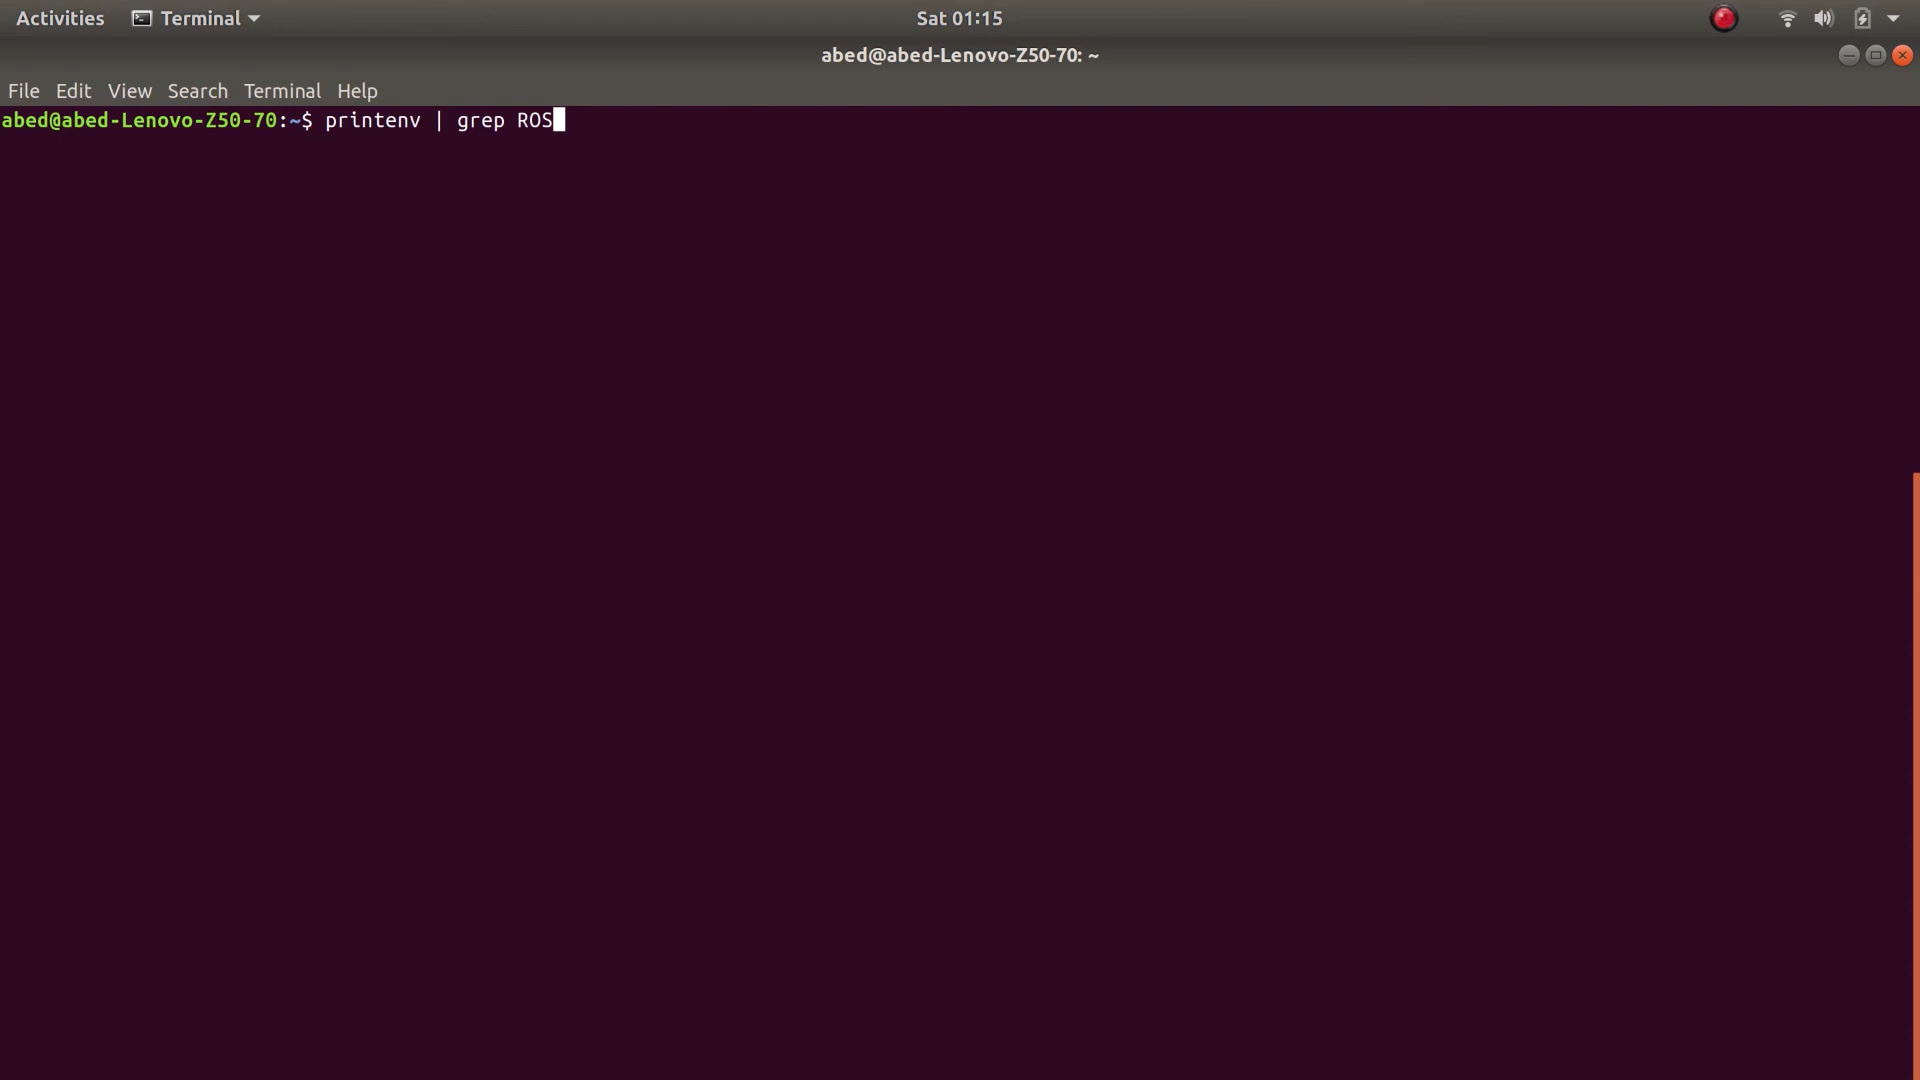 Activities Terminal Sat 01:15
abed@abed-Lenovo-Z50-70: ~
File Edit View Search Terminal Help
abed@abed-Lenovo-Z50-70:~$ printenv | grep ROS